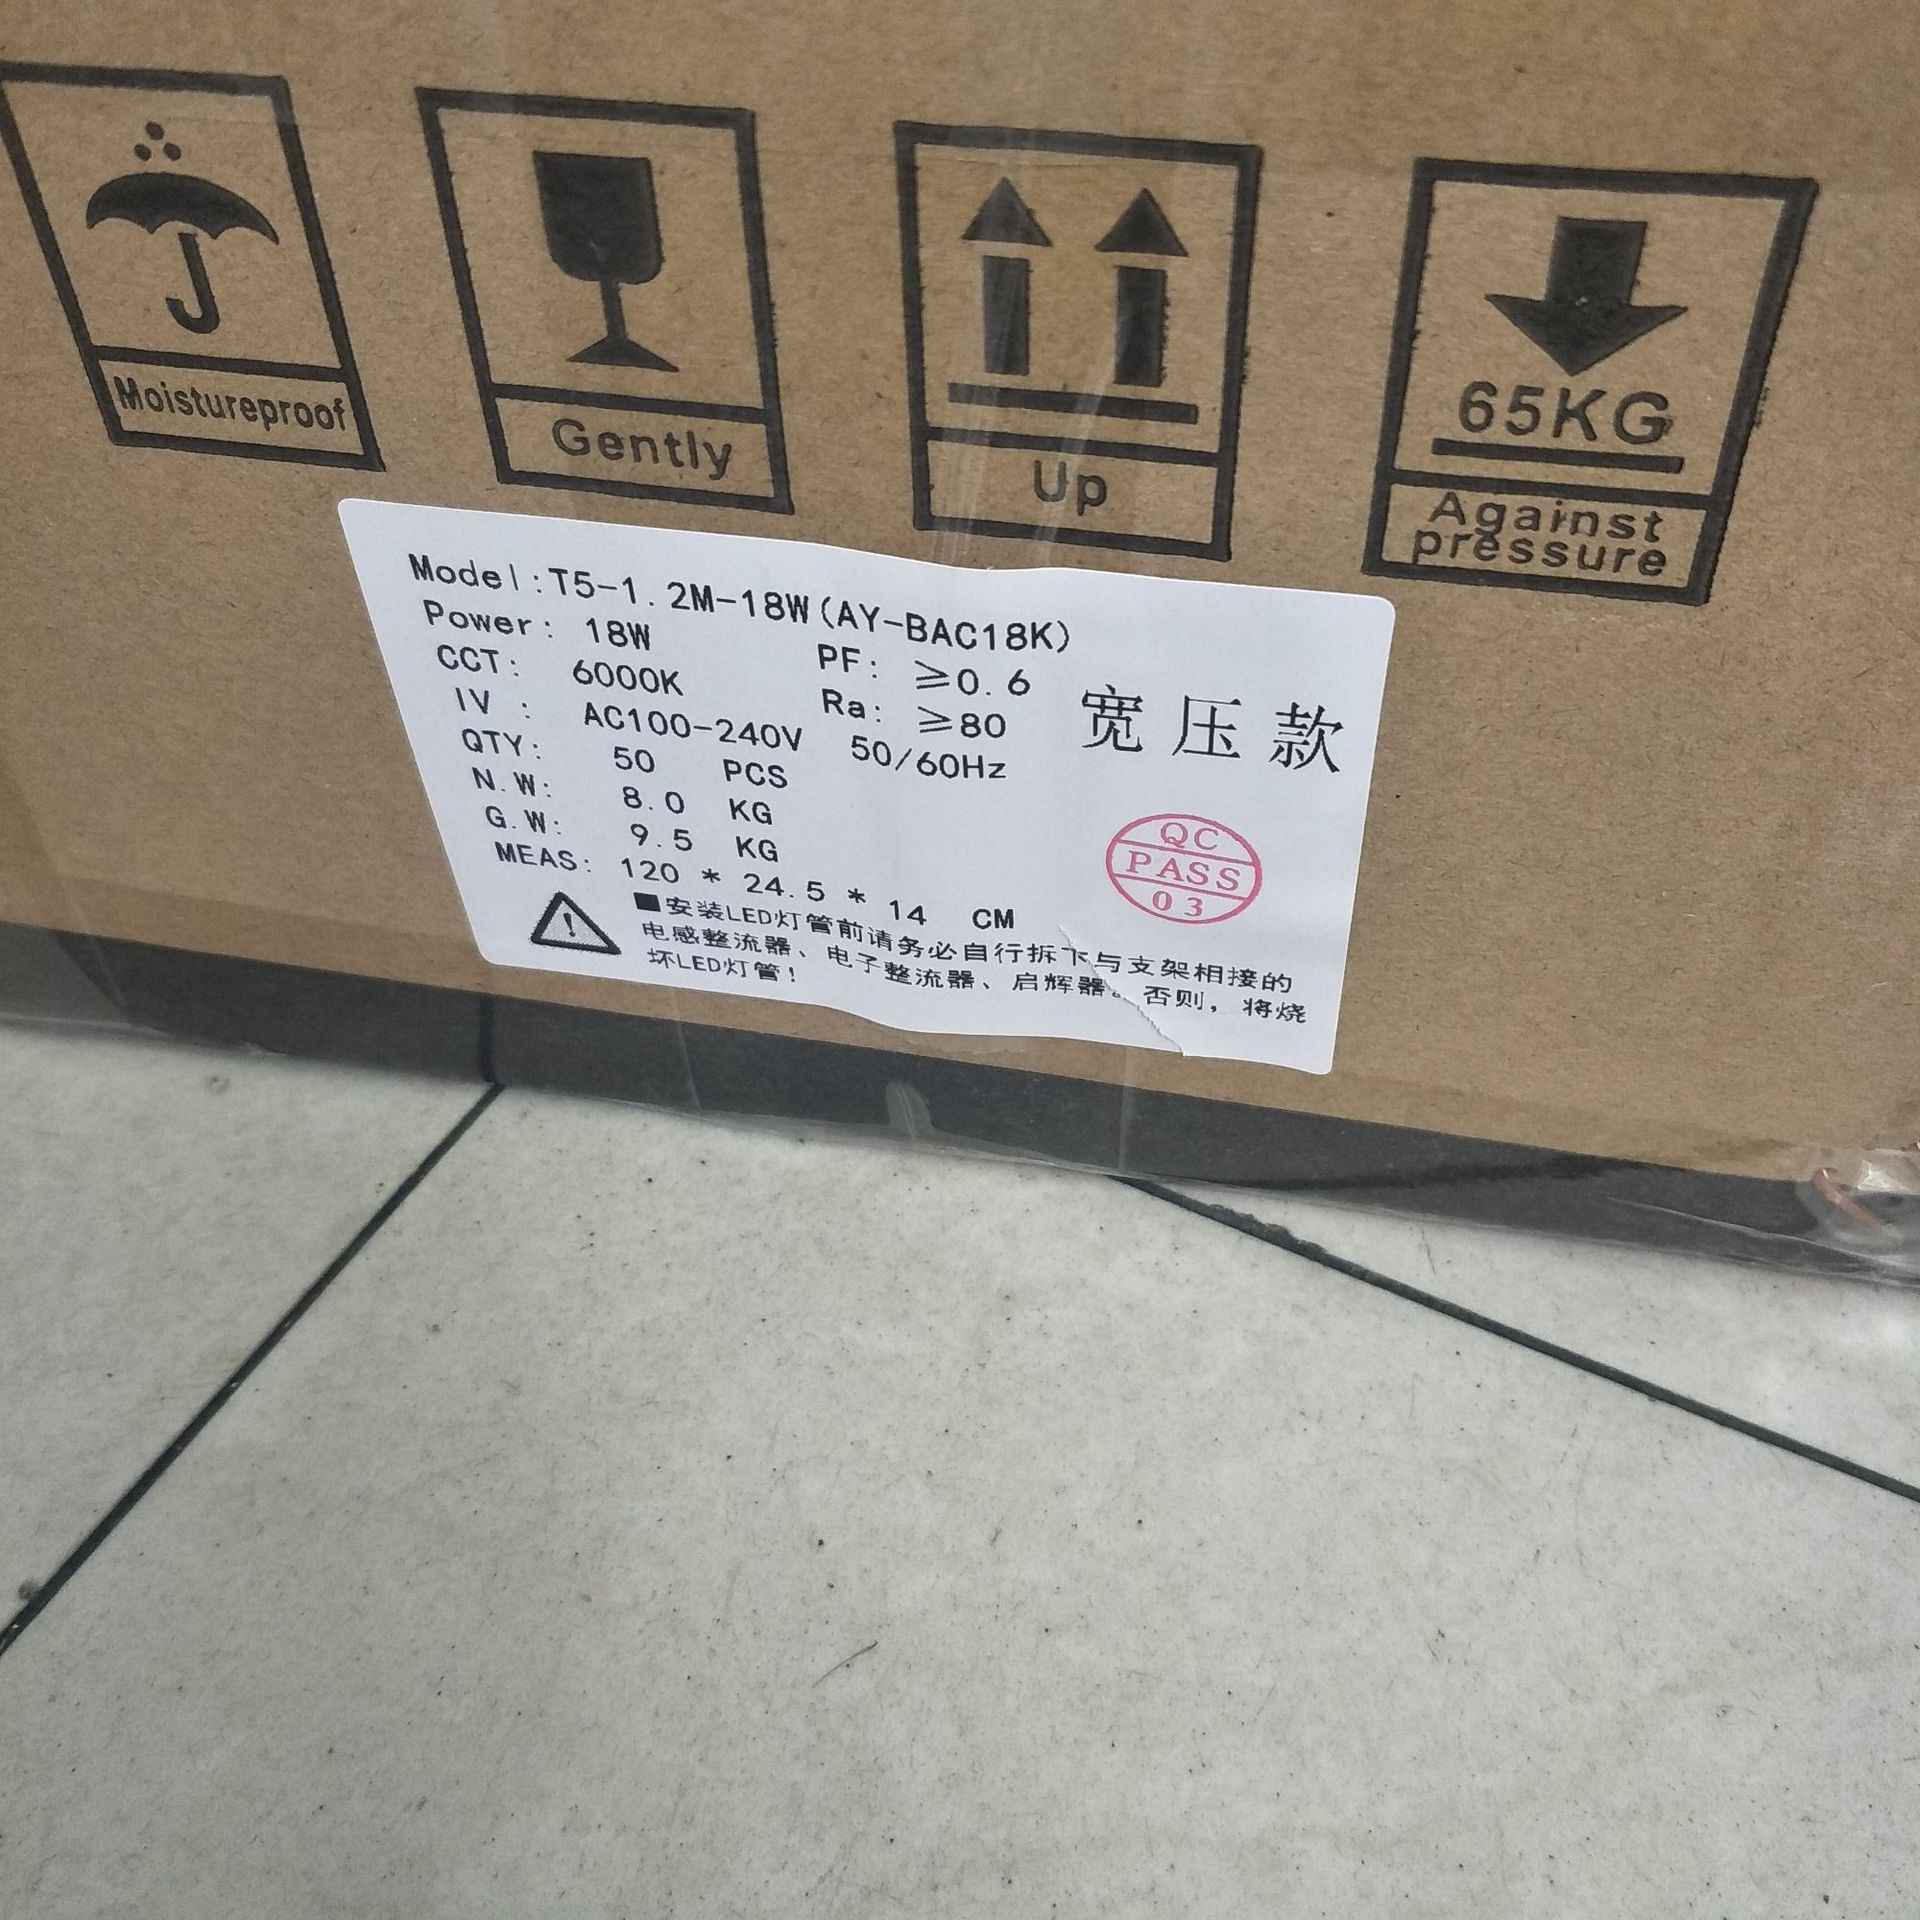 Moistureproof
Gently
Up
65KG
Against
pressure
Model:T5-1.2M-18W(AY-BAC18K)
Power: 18W PF: ≥0.6
CCT: 6000K Ra: ≥80
IV : AC100-240V 50/60Hz
QTY: 50 PCS
N.W: 8.0 KG
G.W: 9.5 KG
MEAS: 120 * 24.5 * 14 CM
宽压款
QC
PASS
03
■安装LED灯管前请务必自行拆下与支架相接的
电感整流器、电子整流器、启辉器。否则，将烧
坏LED灯管！